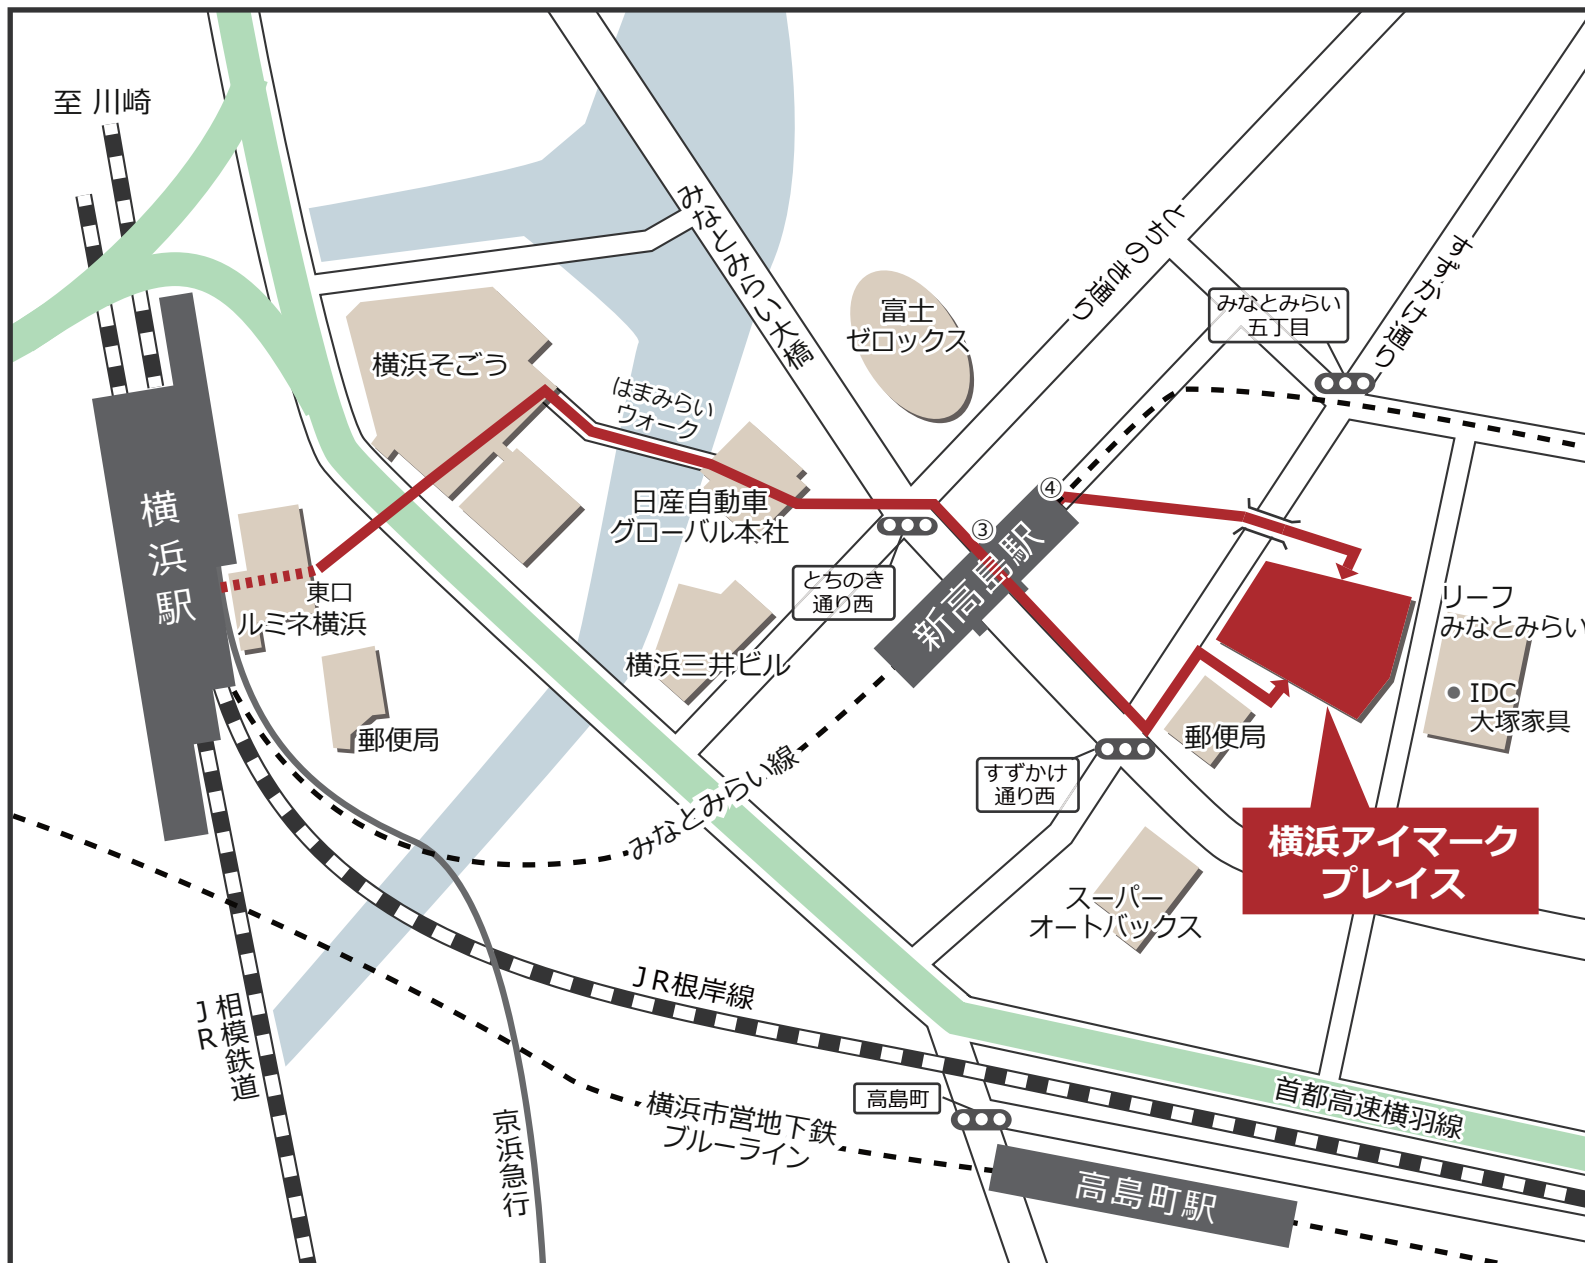 至 川崎
みなとみらい大橋
とちのき通り
すずかけ通り
みなとみらい
五丁目
富士
ゼロックス
横浜そごう
はまみらい
ウォーク
日産自動車
グローバル本社
④
③
とちのき
通り西
新高島駅
横浜駅
東口
ルミネ横浜
郵便局
横浜三井ビル
リーフ
みなとみらい
IDC
大塚家具
郵便局
すずかけ
通り西
みなとみらい線
横浜アイマーク
プレイス
スーパー
オートバックス
JR根岸線
相模鉄道
JR
京浜急行
横浜市営地下鉄
ブルーライン
高島町
首都高速横羽線
高島町駅